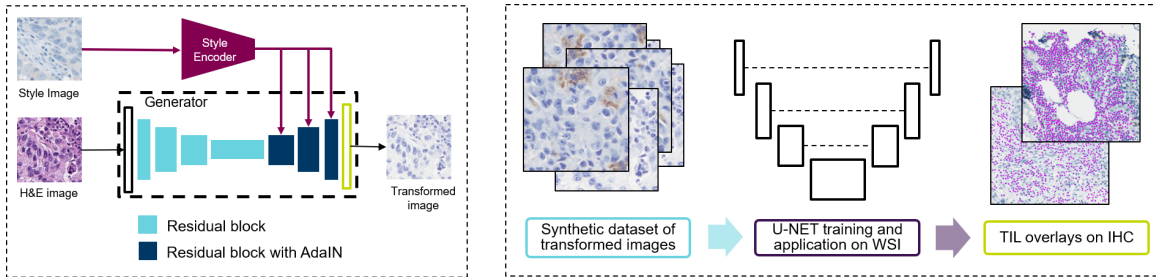 Style Image
Style
Encoder
Generator
H&E image
Transformed
image
Residual block
Residual block with AdaIN
Synthetic dataset of
transformed images
U-NET training and
application on WSI
TIL overlays on IHC